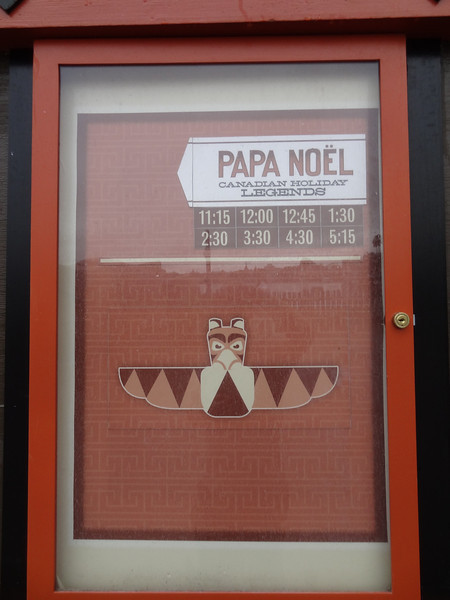 PAPA NOËL
CANADIAN HOLIDAY
LEGENDS
11:15 12:00 12:45 1:30
2:30 3:30 4:30 5:15